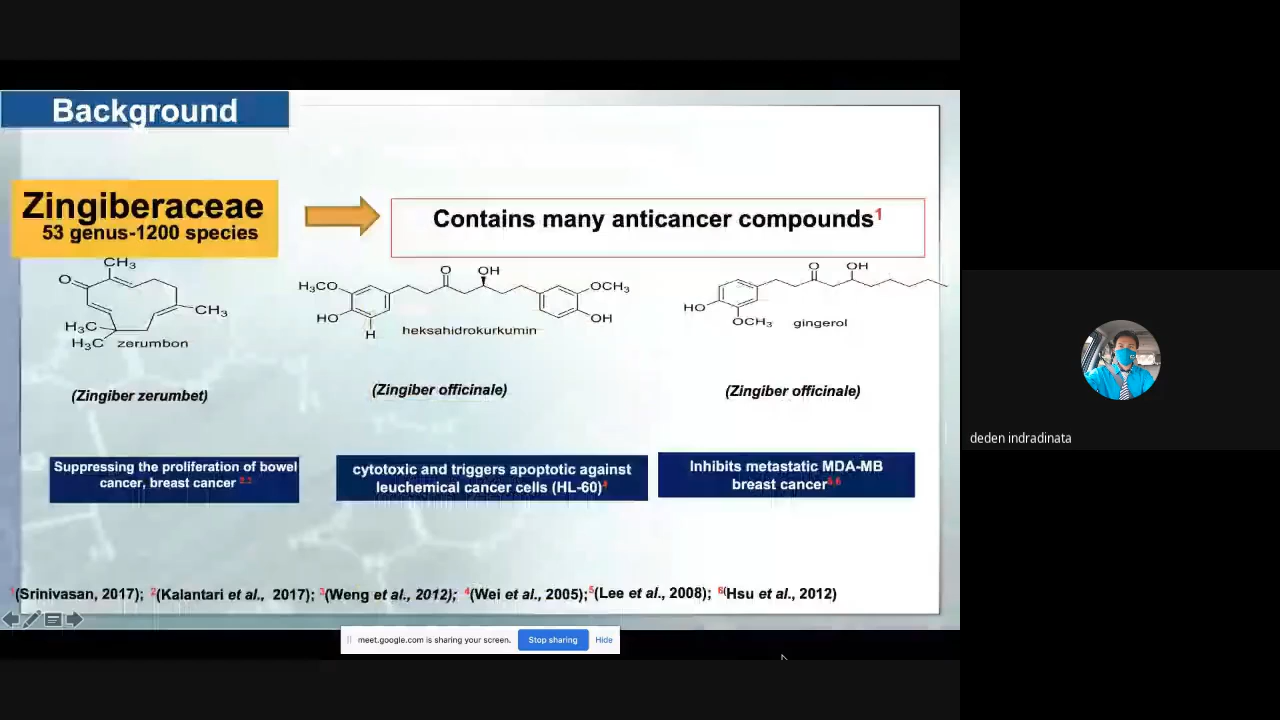 Background
Zingiberaceae
53 genus-1200 species
Contains many anticancer compounds1
CH3
O
CH3
H3C
H3C
zerumbon
O
OH
H3CO
OCH3
HO
OH
H
heksahidrokurkumin
O
OH
HO
OCH3
gingerol
(Zingiber zerumbet)
(Zingiber officinale)
(Zingiber officinale)
Suppressing the proliferation of bowel
cancer, breast cancer
cytotoxic and triggers apoptotic against
leuchemical cancer cells (HL-60)
Inhibits metastatic MDA-MB
breast cancer
1(Srinivasan, 2017); 2(Kalantari et al., 2017); 3(Weng et al., 2012); 4(Wei et al., 2005);5(Lee et al., 2008); 6(Hsu et al., 2012)
meet.google.com is sharing your screen.
Stop sharing
Hide
deden indradinata